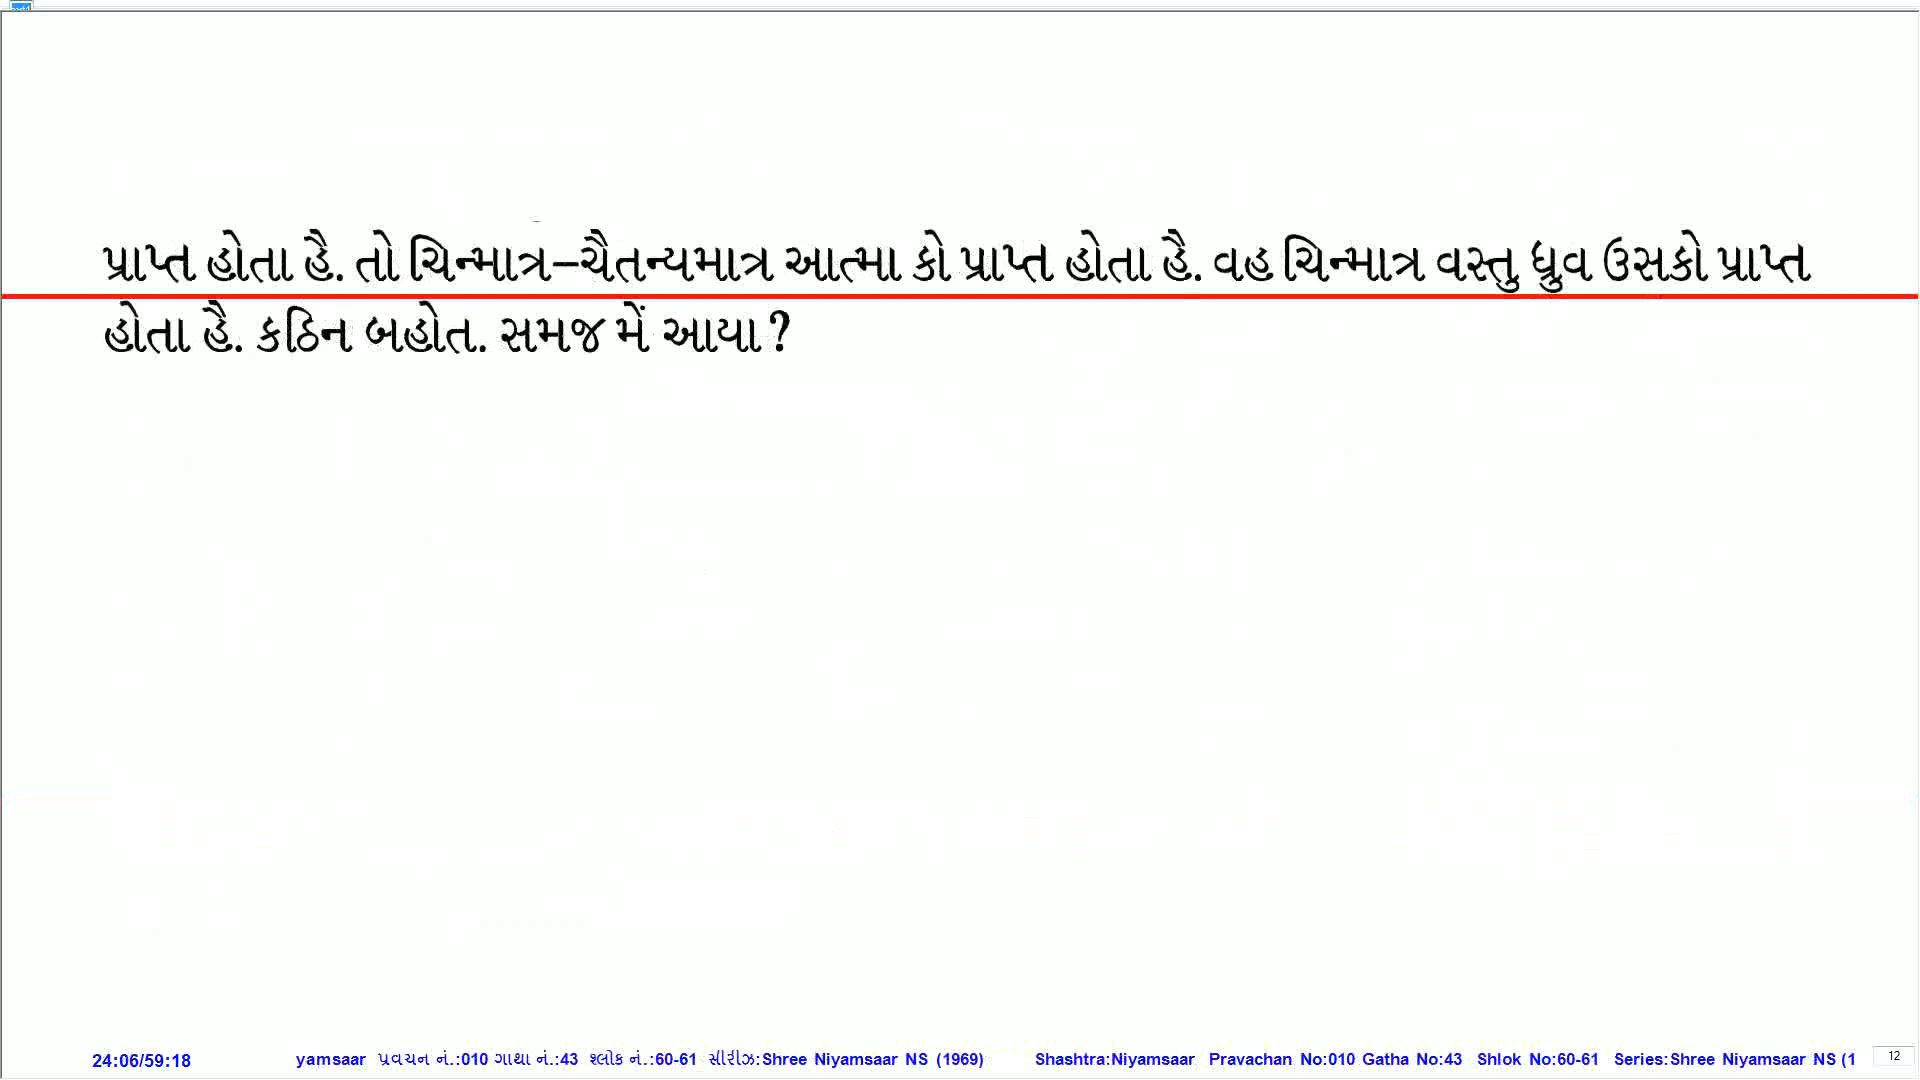 પ્રાપ્ત હોતા હૈ. તો ચિન્માત્ર–ચૈતન્યમાત્ર આત્મા કો પ્રાપ્ત હોતા હૈ. વહ ચિન્માત્ર વસ્તુ ધ્રુવ ઉસકો પ્રાપ્ત
હોતા હૈ. કઠિન બહોત. સમજ મેં આયા?
24:06/59:18 yamsaar પ્રવચન નં.:010 ગાથા નં.:43 શ્લોક નં.:60-61 સીરીઝ:Shree Niyamsaar NS (1969) Shashtra:Niyamsaar Pravachan No:010 Gatha No:43 Shlok No:60-61 Series:Shree Niyamsaar NS (1 12